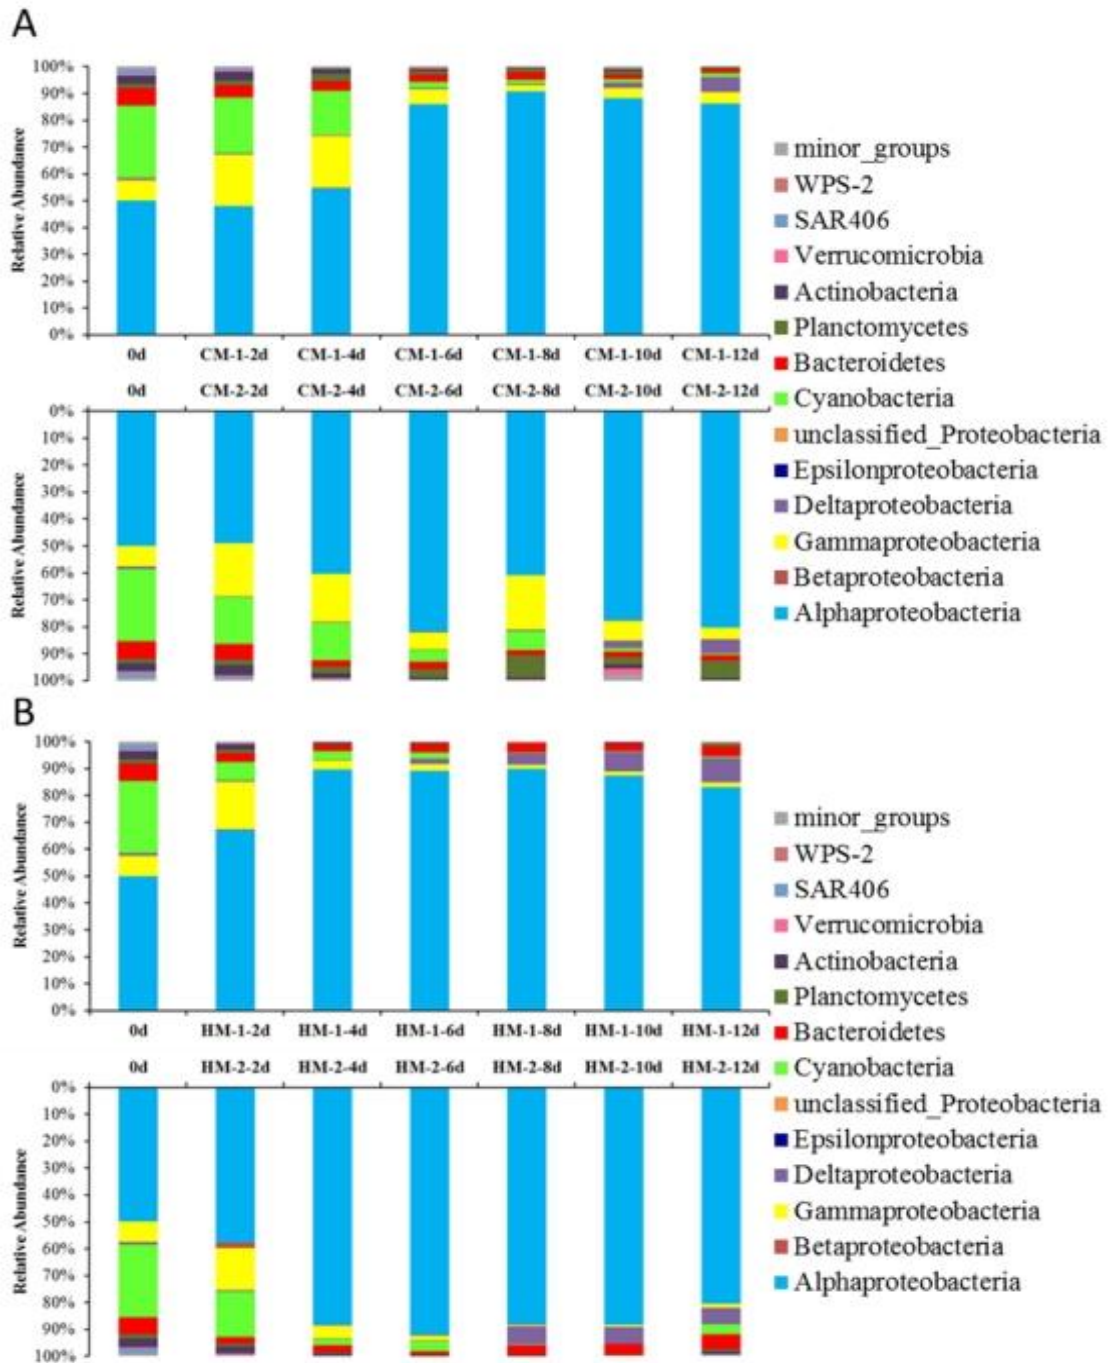 A
Relative Abundance
100%
90%
80%
70%
60%
50%
40%
30%
20%
10%
0%
0d CM-1-2d CM-1-4d CM-1-6d CM-1-8d CM-1-10d CM-1-12d
0d CM-2-2d CM-2-4d CM-2-6d CM-2-8d CM-2-10d CM-2-12d
Relative Abundance
0%
10%
20%
30%
40%
50%
60%
70%
80%
90%
100%
minor_groups
WPS-2
SAR406
Verrucomicrobia
Actinobacteria
Planctomycetes
Bacteroidetes
Cyanobacteria
unclassified_Proteobacteria
Epsilonproteobacteria
Deltaproteobacteria
Gammaproteobacteria
Betaproteobacteria
Alphaproteobacteria
B
Relative Abundance
100%
90%
80%
70%
60%
50%
40%
30%
20%
10%
0%
0d HM-1-2d HM-1-4d HM-1-6d HM-1-8d HM-1-10d HM-1-12d
0d HM-2-2d HM-2-4d HM-2-6d HM-2-8d HM-2-10d HM-2-12d
Relative Abundance
0%
10%
20%
30%
40%
50%
60%
70%
80%
90%
100%
minor_groups
WPS-2
SAR406
Verrucomicrobia
Actinobacteria
Planctomycetes
Bacteroidetes
Cyanobacteria
unclassified_Proteobacteria
Epsilonproteobacteria
Deltaproteobacteria
Gammaproteobacteria
Betaproteobacteria
Alphaproteobacteria